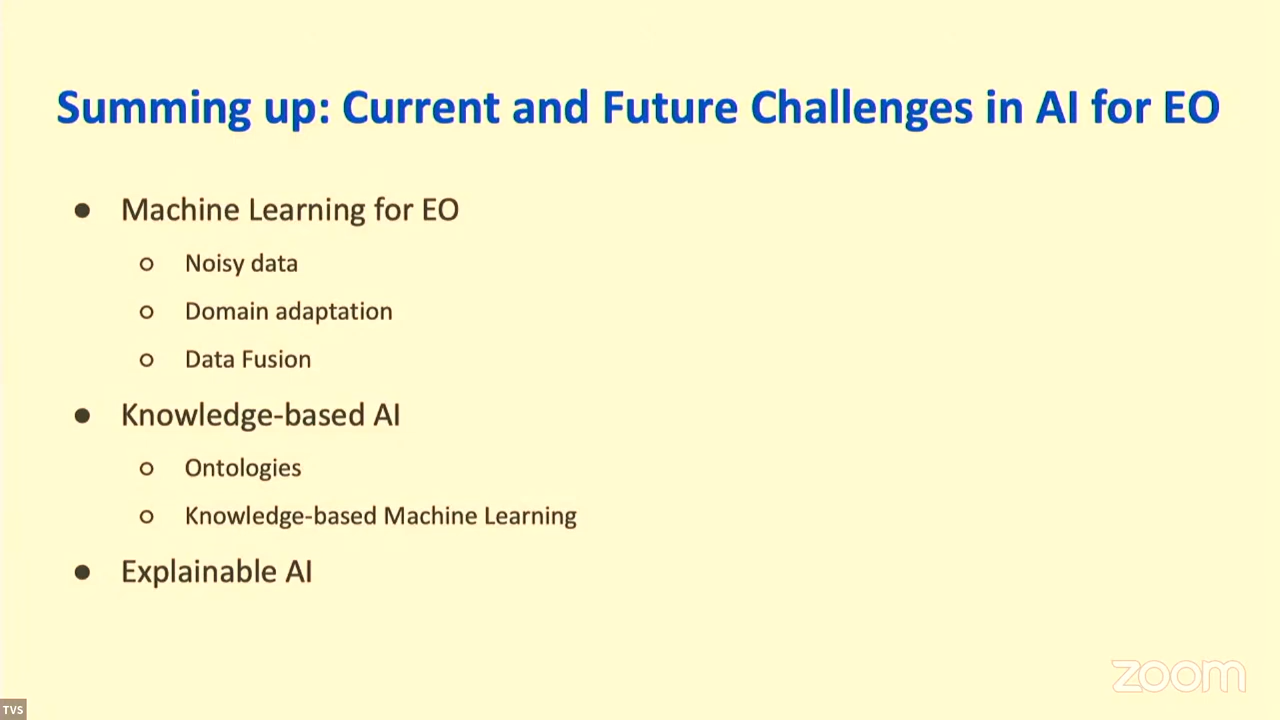 Summing up: Current and Future Challenges in AI for EO
● Machine Learning for EO
○ Noisy data
○ Domain adaptation
○ Data Fusion
● Knowledge-based AI
○ Ontologies
○ Knowledge-based Machine Learning
● Explainable AI
zoom
TVS